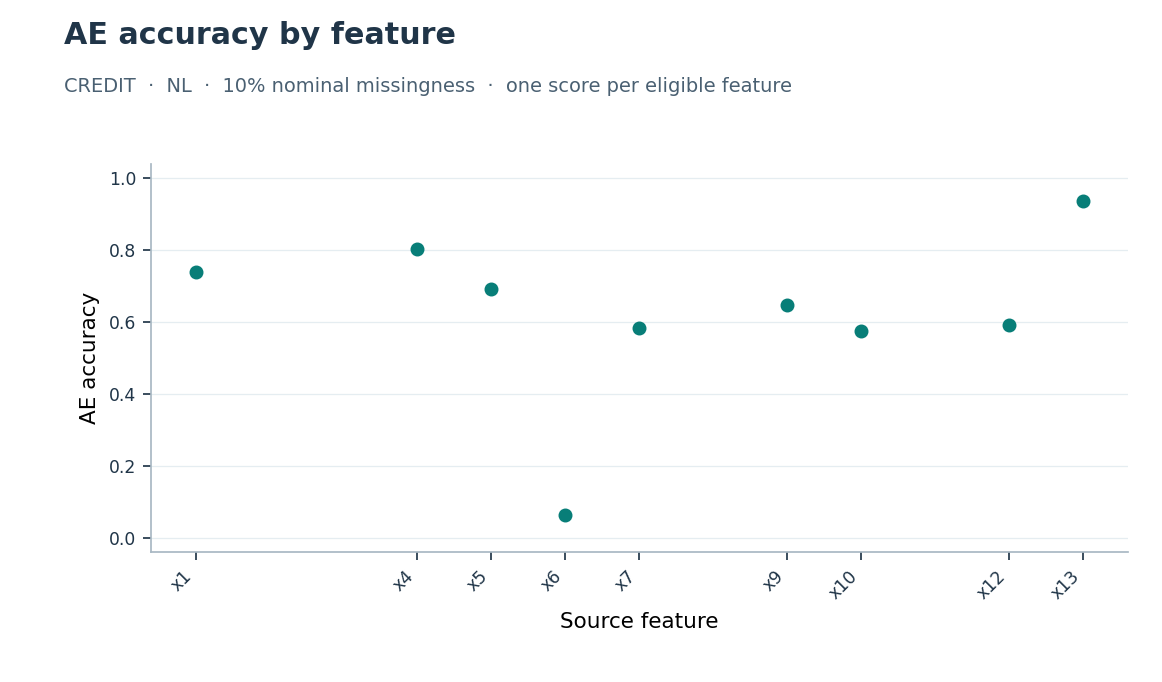 AE accuracy by feature
CREDIT · NL · 10% nominal missingness · one score per eligible feature
1.0
0.8
0.6
0.4
0.2
0.0
AE accuracy
x1 x4 x5 x6 x7 x9 x10 x12 x13
Source feature